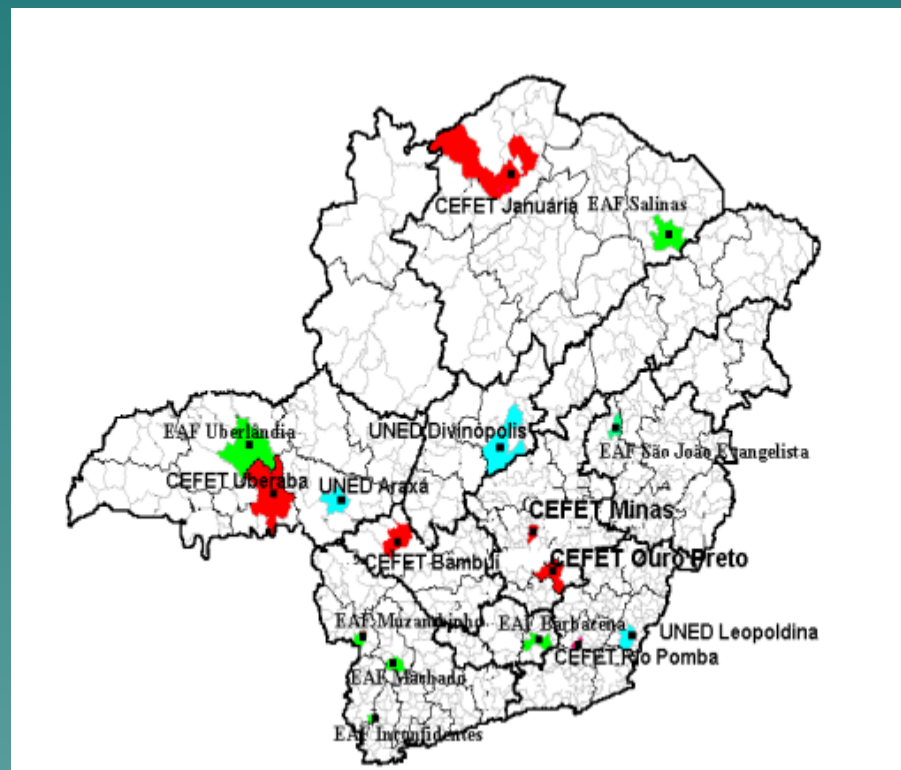 CEFET Januária
EAF Salinas
EAF Uberlândia
UNED Divinópolis
EAF São João Evangelista
CEFET Uberaba
UNED Araxá
CEFET Minas
CEFET Bambuí
CEFET Ouro Preto
EAF Muzambinho
EAF Barbacena
UNED Leopoldina
CEFET Rio Pomba
EAF Machado
EAF Inconfidentes